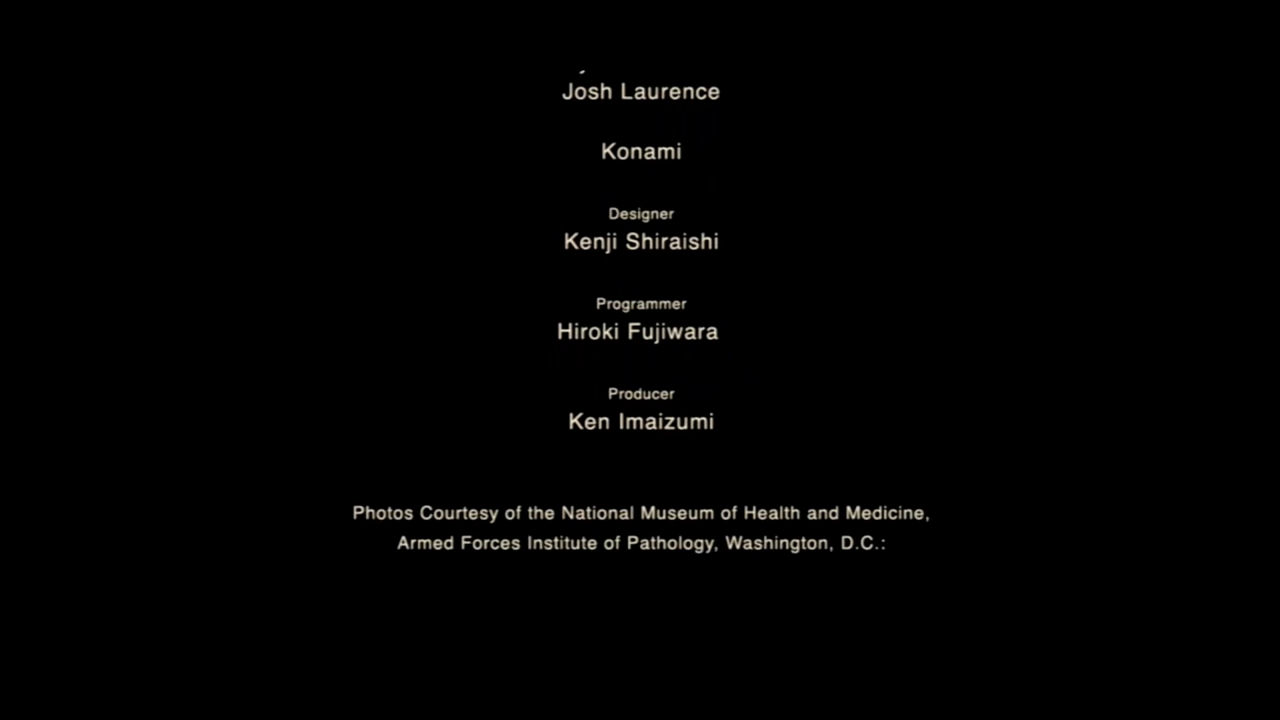 Josh Laurence
Konami
Designer
Kenji Shiraishi
Programmer
Hiroki Fujiwara
Producer
Ken Imaizumi
Photos Courtesy of the National Museum of Health and Medicine,
Armed Forces Institute of Pathology, Washington, D.C.: